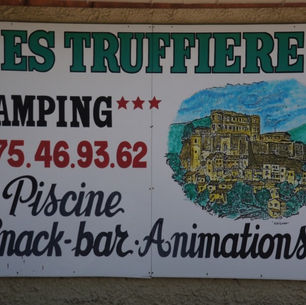 ES TRUFFIERE
AMPING ***
75.46.93.62
Piscine
nack-bar·Animations